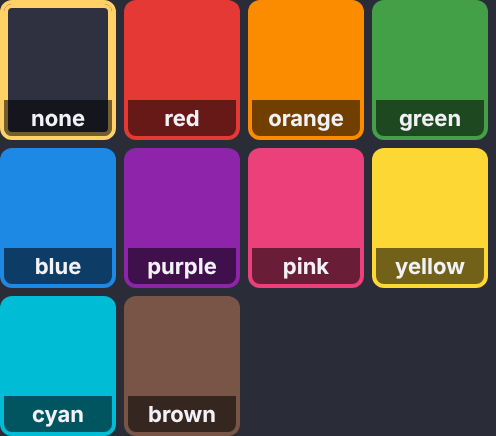 none
red
orange
green
blue
purple
pink
yellow
cyan
brown